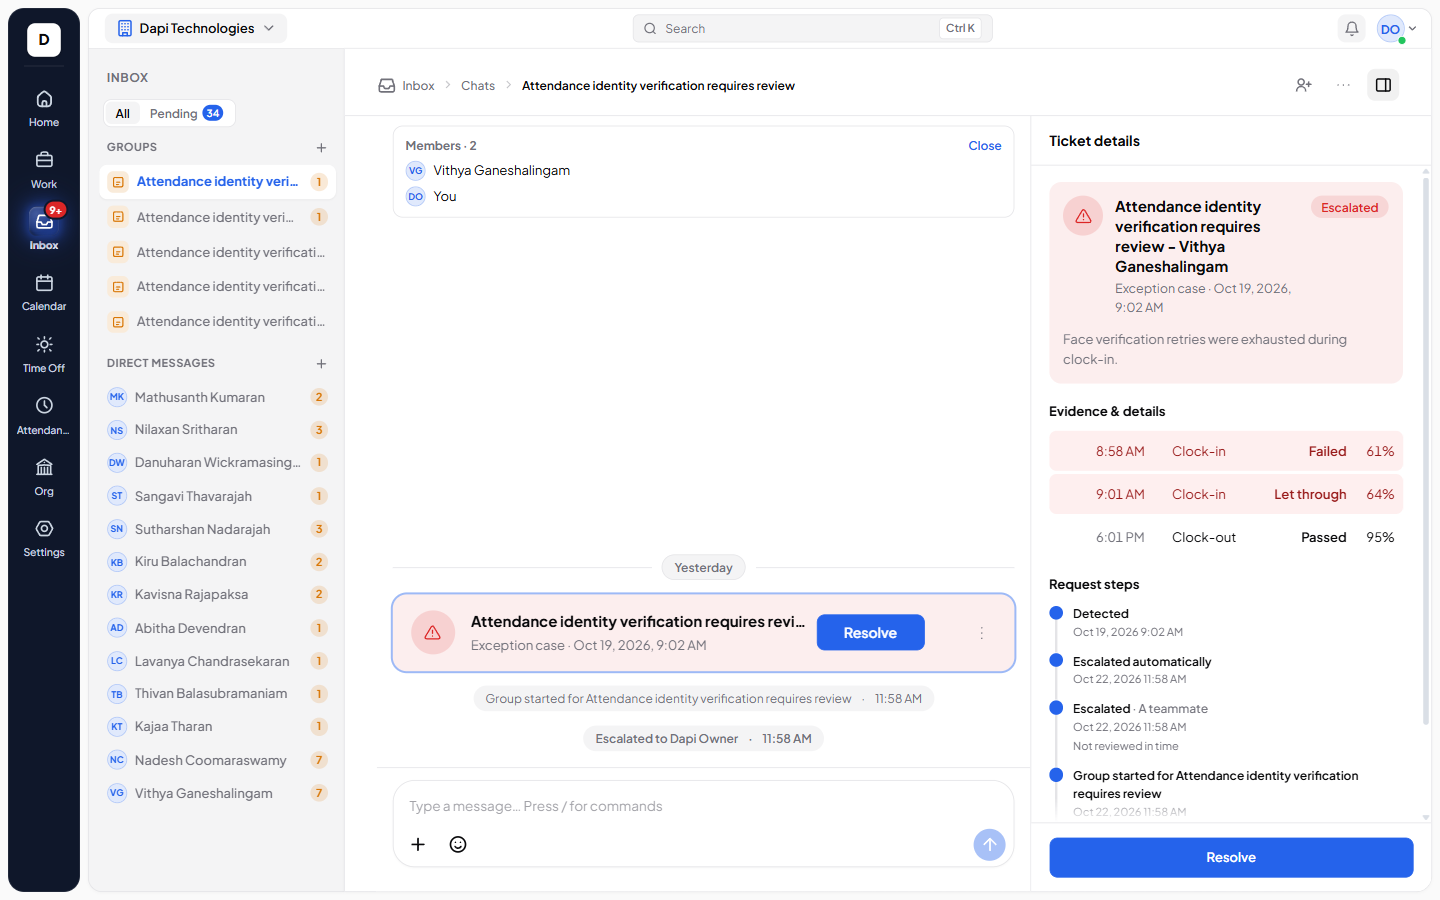 D
Dapi Technologies
Search
Ctrl K
DO
Home
Work
9+
Inbox
Calendar
Time Off
Attendan...
Org
Settings
INBOX
All
Pending 34
GROUPS
Attendance identity veri... 1
Attendance identity veri... 1
Attendance identity verificati...
Attendance identity verificati...
Attendance identity verificati...
DIRECT MESSAGES
MK Mathusanth Kumaran 2
NS Nilaxan Sritharan 3
DW Danuharan Wickramasing... 1
ST Sangavi Thavarajah 1
SN Sutharshan Nadarajah 3
KB Kiru Balachandran 2
KR Kavisna Rajapaksa 2
AD Abitha Devendran 1
LC Lavanya Chandrasekaran 1
TB Thivan Balasubramaniam 1
KT Kajaa Tharan 1
NC Nadesh Coomaraswamy 7
VG Vithya Ganeshalingam 7
Inbox > Chats > Attendance identity verification requires review
Members · 2
Close
VG Vithya Ganeshalingam
DO You
Yesterday
Attendance identity verification requires revi...
Exception case · Oct 19, 2026, 9:02 AM
Resolve
Group started for Attendance identity verification requires review · 11:58 AM
Escalated to Dapi Owner · 11:58 AM
Type a message... Press / for commands
Ticket details
Attendance identity
verification requires
review - Vithya
Ganeshalingam
Escalated
Exception case · Oct 19, 2026,
9:02 AM
Face verification retries were exhausted during
clock-in.
Evidence & details
8:58 AM Clock-in Failed 61%
9:01 AM Clock-in Let through 64%
6:01 PM Clock-out Passed 95%
Request steps
Detected
Oct 19, 2026 9:02 AM
Escalated automatically
Oct 22, 2026 11:58 AM
Escalated · A teammate
Oct 22, 2026 11:58 AM
Not reviewed in time
Group started for Attendance identity verification
requires review
Oct 22, 2026 11:58 AM
Resolve